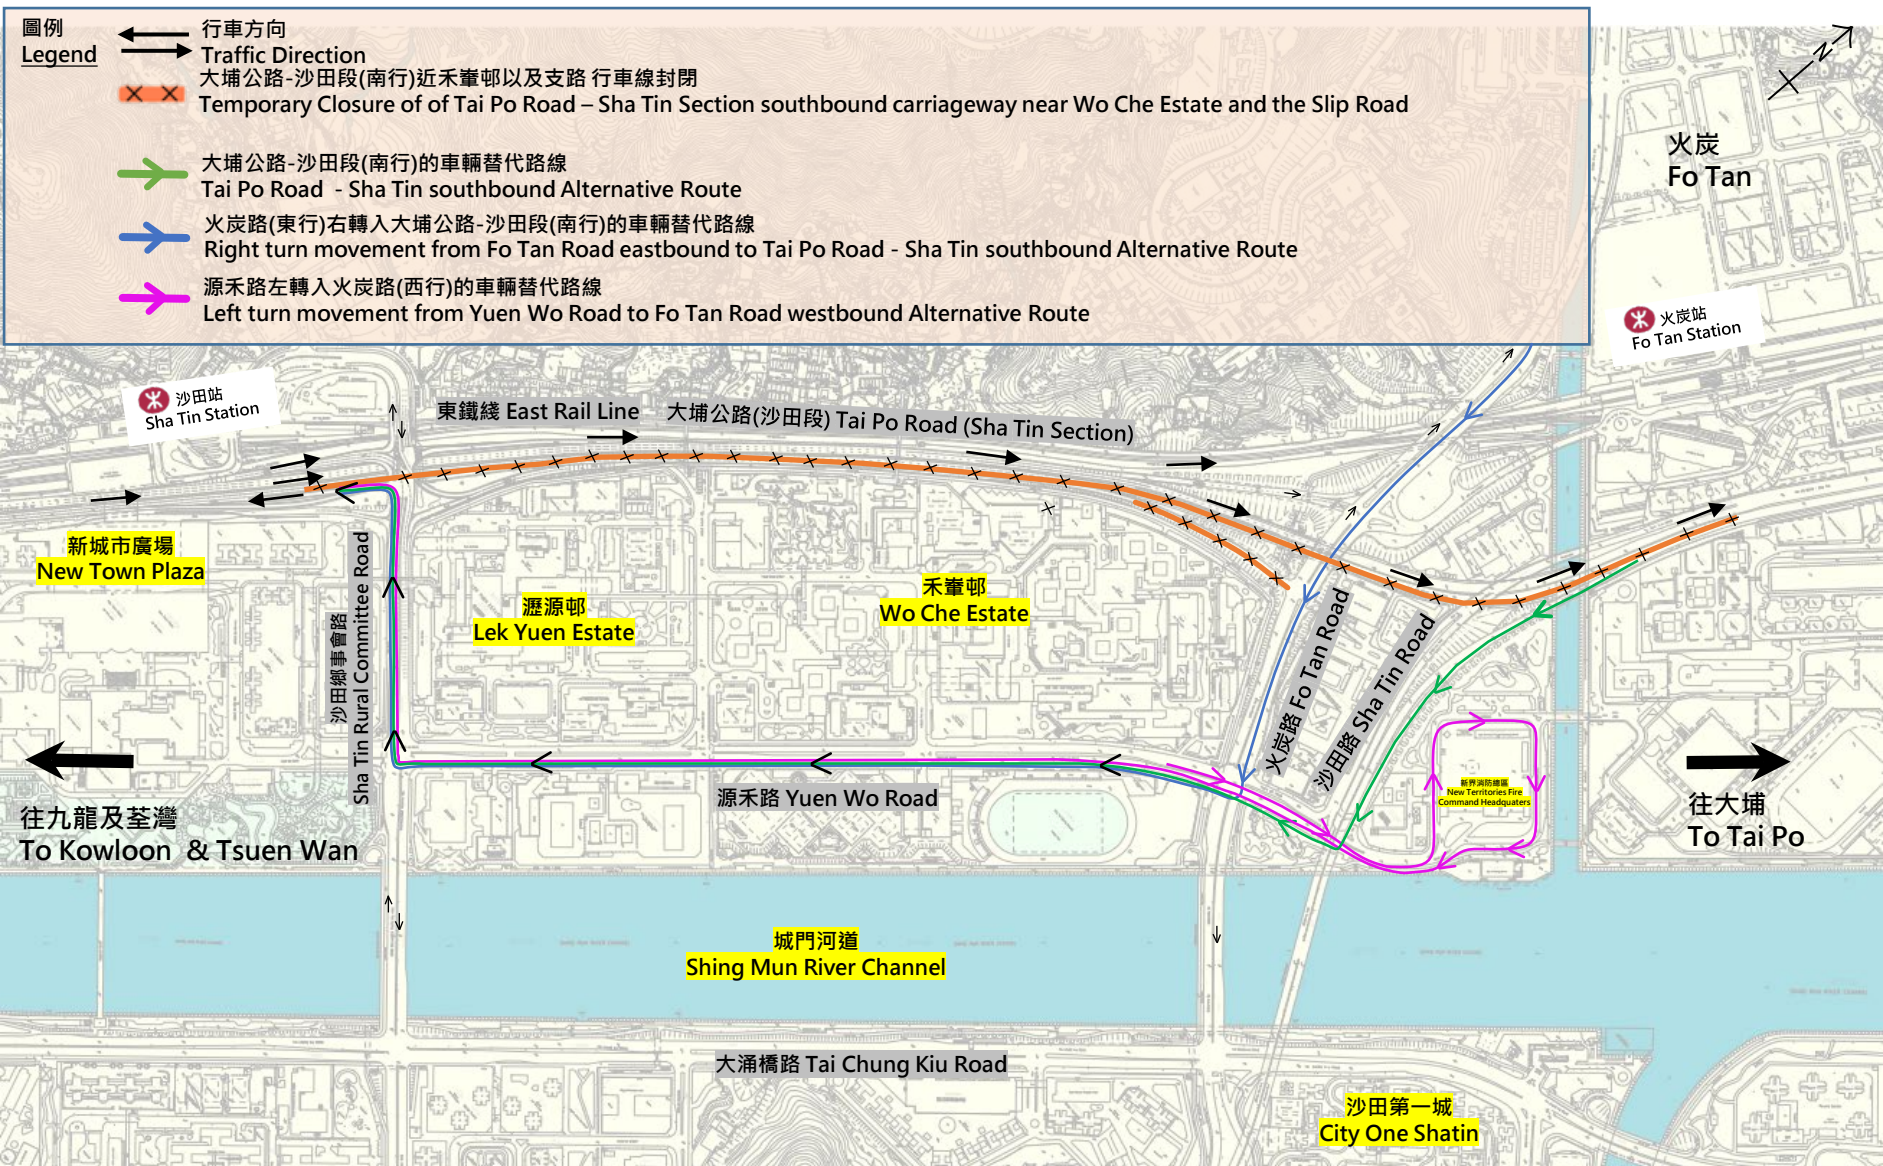 圖例
Legend
行車方向
Traffic Direction
大埔公路-沙田段(南行)近禾輋邨以及支路 行車線封閉
Temporary Closure of of Tai Po Road – Sha Tin Section southbound carriageway near Wo Che Estate and the Slip Road
大埔公路-沙田段(南行)的車輛替代路線
Tai Po Road - Sha Tin southbound Alternative Route
火炭路(東行)右轉入大埔公路-沙田段(南行)的車輛替代路線
Right turn movement from Fo Tan Road eastbound to Tai Po Road - Sha Tin southbound Alternative Route
源禾路左轉入火炭路(西行)的車輛替代路線
Left turn movement from Yuen Wo Road to Fo Tan Road westbound Alternative Route
N
火炭
Fo Tan
火炭站
Fo Tan Station
沙田站
Sha Tin Station
東鐵綫 East Rail Line
大埔公路(沙田段) Tai Po Road (Sha Tin Section)
新城市廣場
New Town Plaza
沙田鄉事會路
Sha Tin Rural Committee Road
瀝源邨
Lek Yuen Estate
禾輋邨
Wo Che Estate
火炭路 Fo Tan Road
沙田路 Sha Tin Road
新界消防總區
New Territories Fire
Command Headquaters
源禾路 Yuen Wo Road
往九龍及荃灣
To Kowloon & Tsuen Wan
往大埔
To Tai Po
城門河道
Shing Mun River Channel
大涌橋路 Tai Chung Kiu Road
沙田第一城
City One Shatin